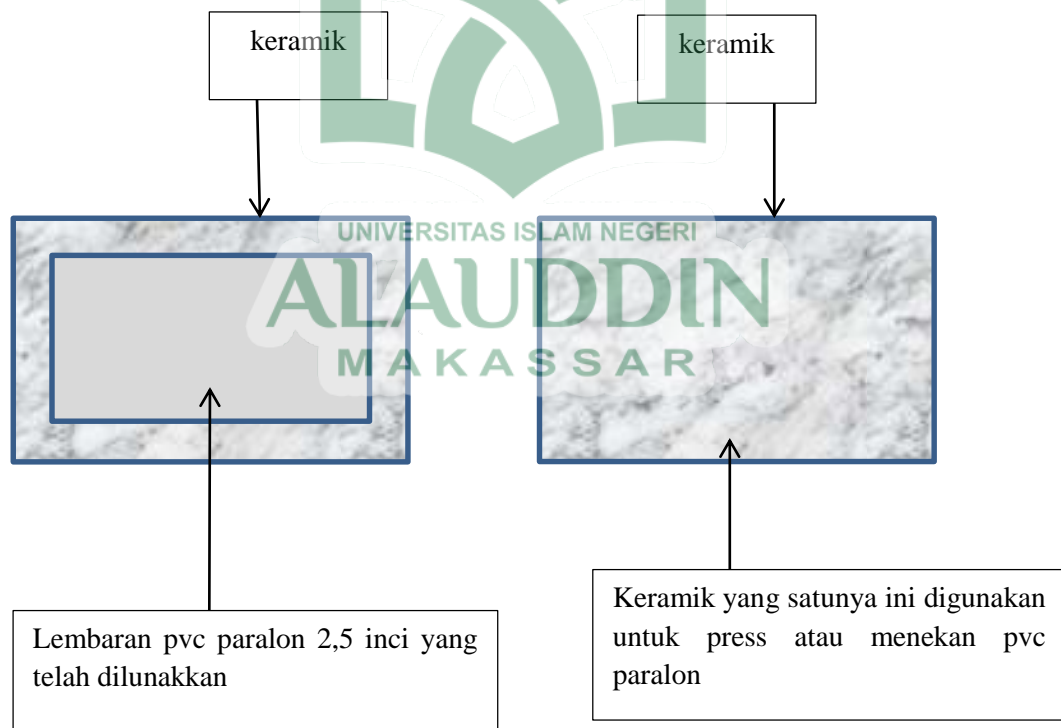 keramik
keramik
UNIVERSITAS ISLAM NEGERI
ALAUDDIN
MAKASSAR
Lembaran pvc paralon 2,5 inci yang
telah dilunakkan
Keramik yang satunya ini digunakan
untuk press atau menekan pvc
paralon